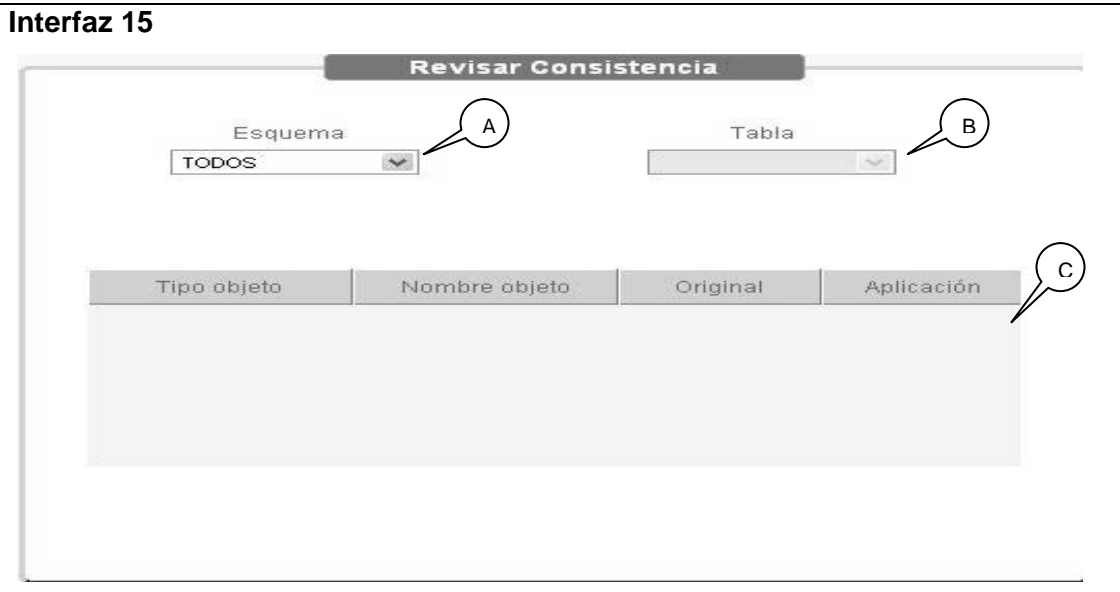 Interfaz 15
Revisar Consistencia
Esquema A Tabla B
TODOS
C
Tipo objeto Nombre objeto Original Aplicación